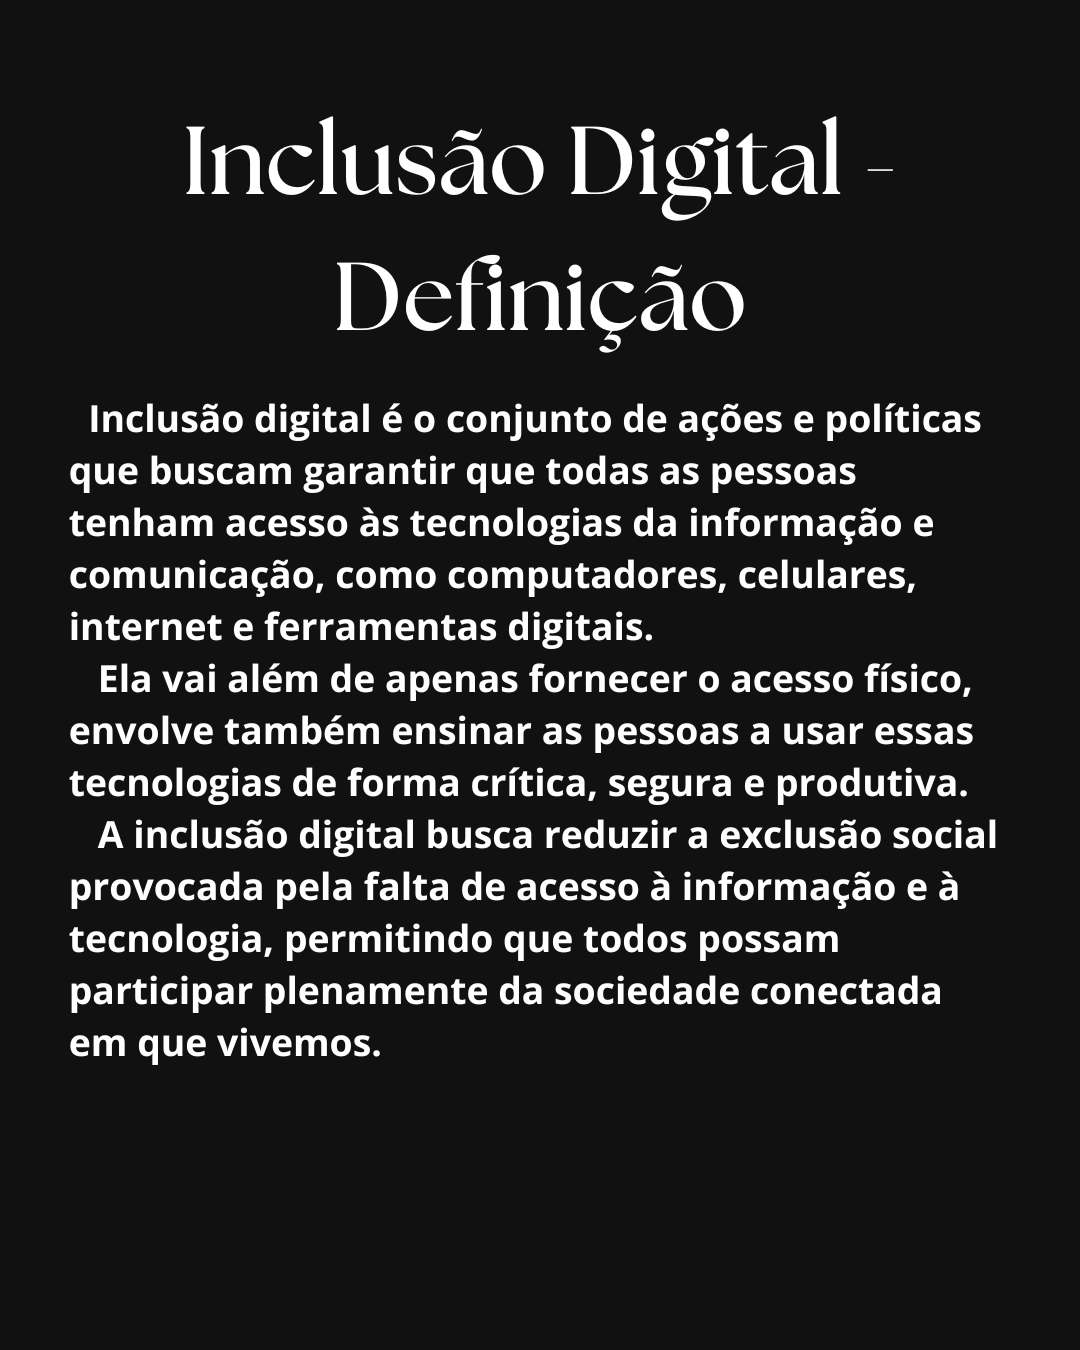 Inclusão Digital -
Definição
Inclusão digital é o conjunto de ações e políticas
que buscam garantir que todas as pessoas
tenham acesso às tecnologias da informação e
comunicação, como computadores, celulares,
internet e ferramentas digitais.
Ela vai além de apenas fornecer o acesso físico,
envolve também ensinar as pessoas a usar essas
tecnologias de forma crítica, segura e produtiva.
A inclusão digital busca reduzir a exclusão social
provocada pela falta de acesso à informação e à
tecnologia, permitindo que todos possam
participar plenamente da sociedade conectada
em que vivemos.